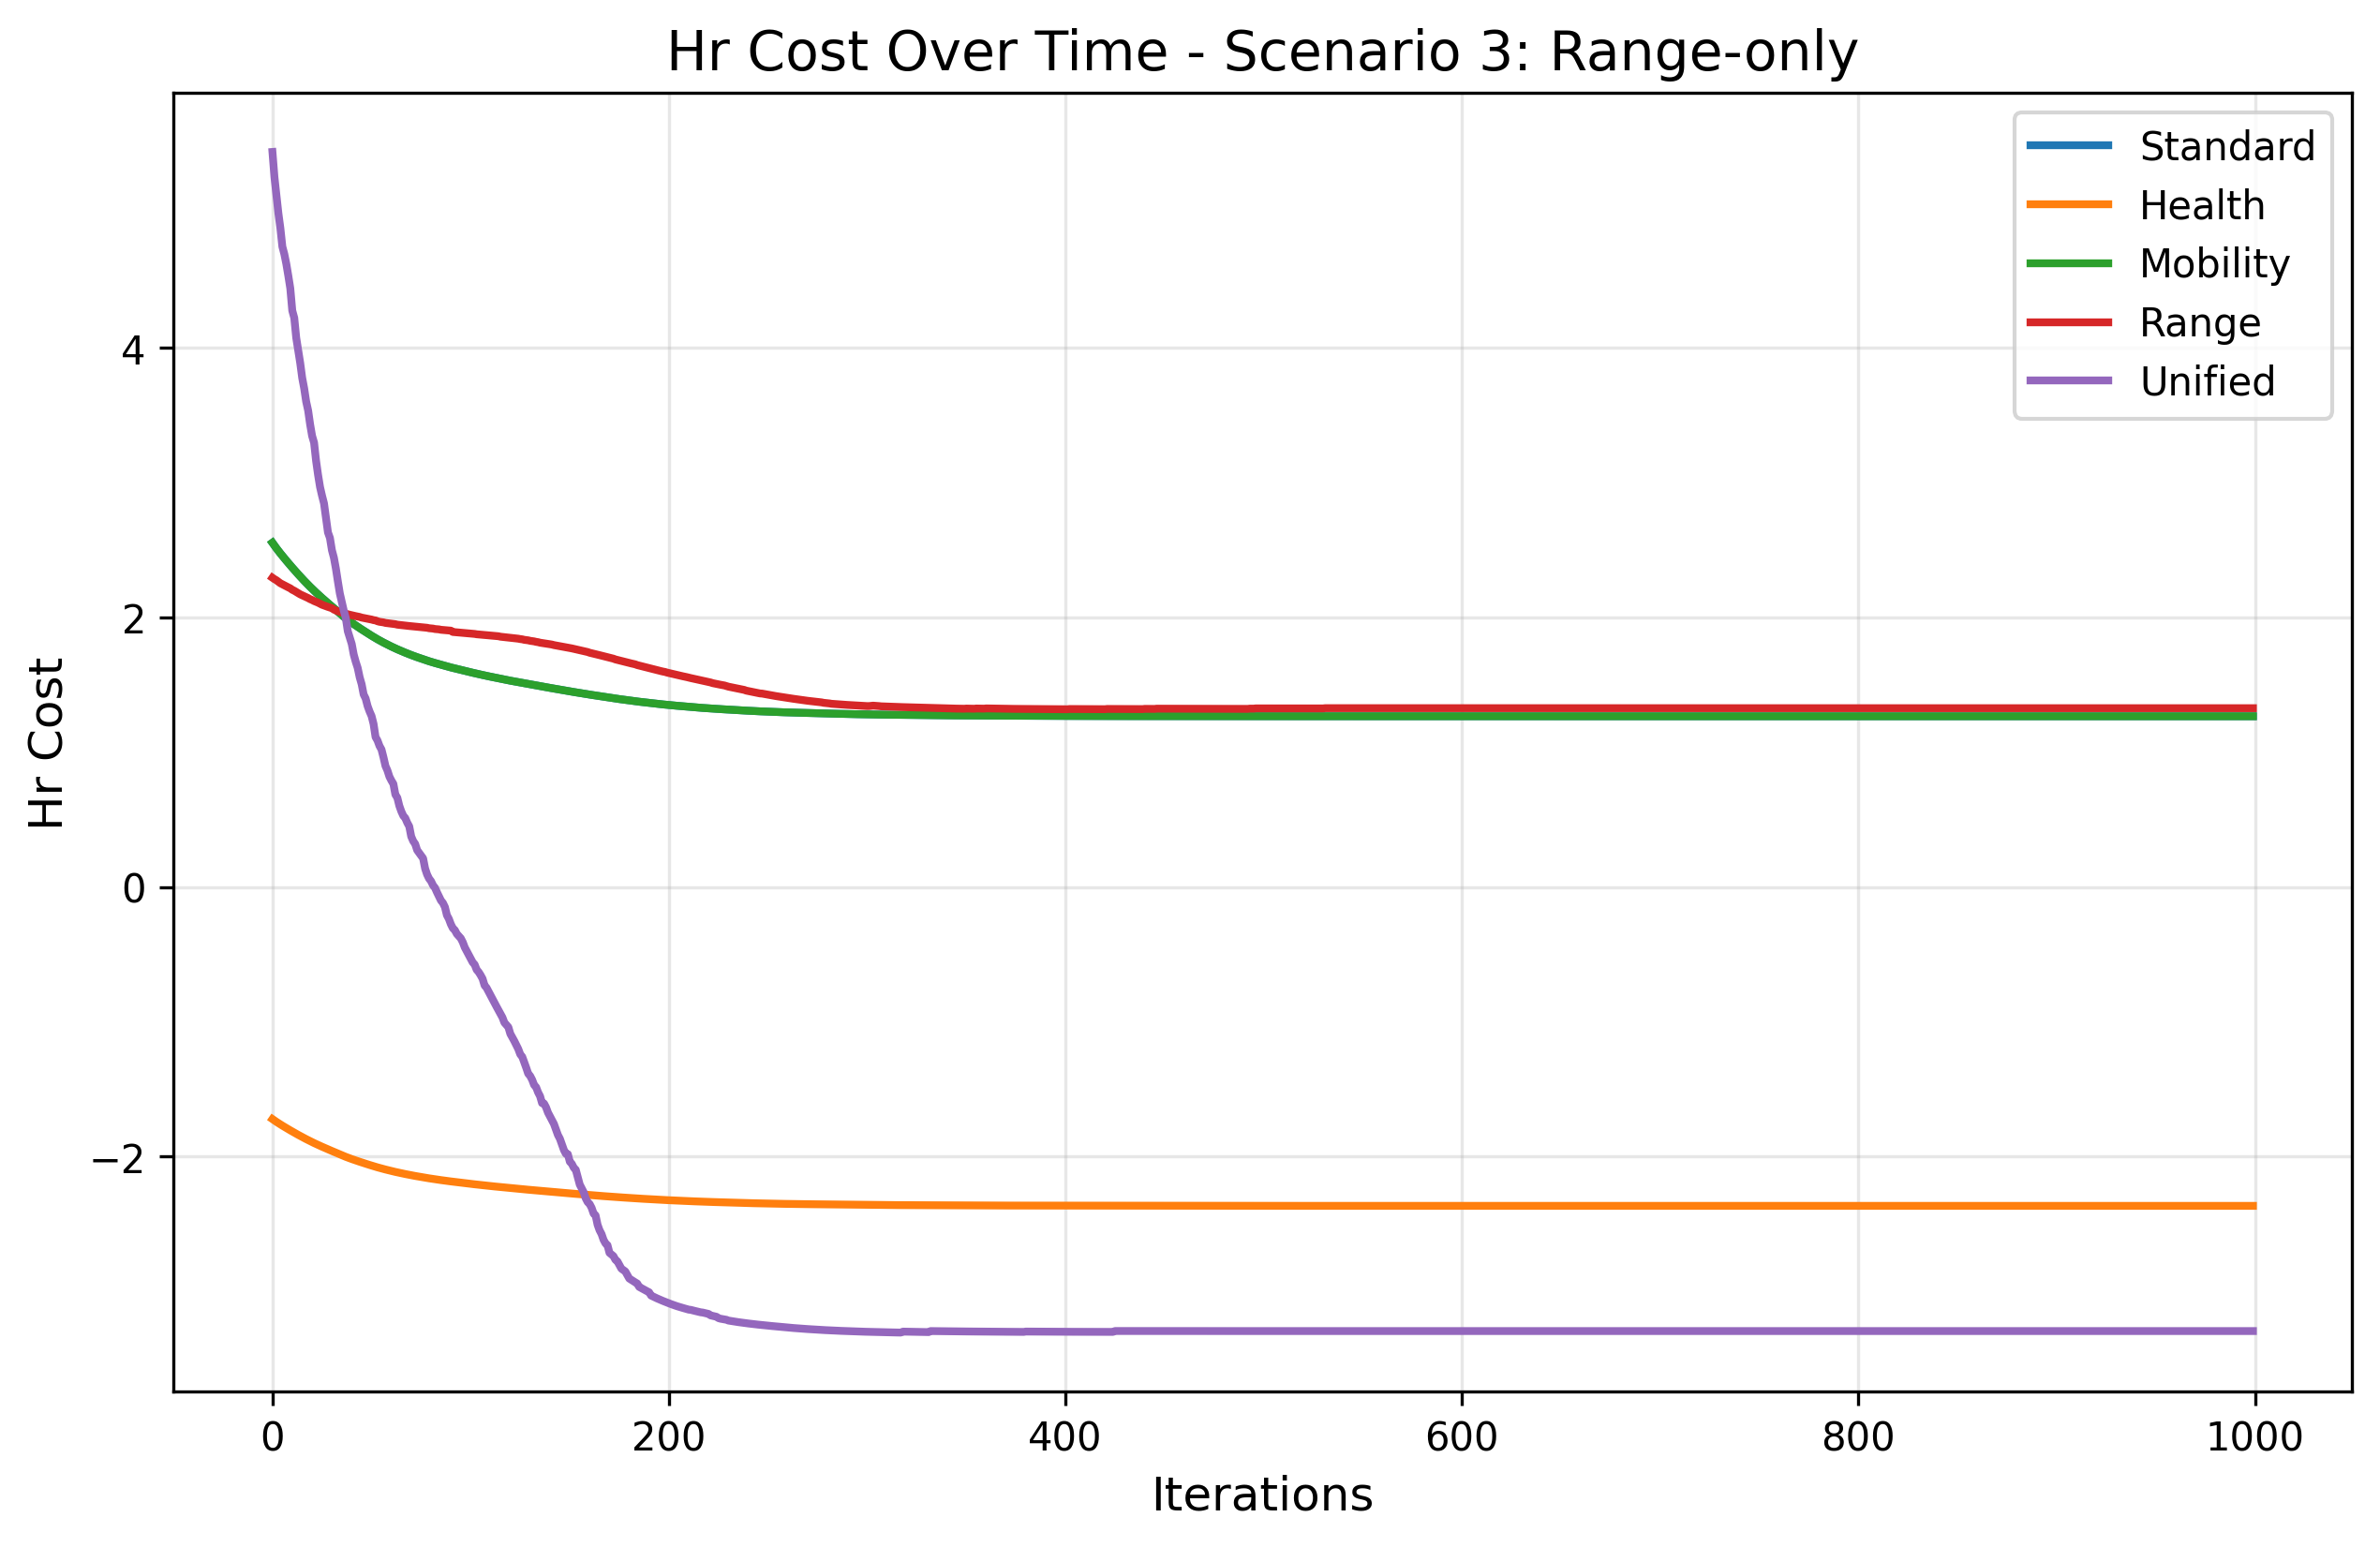 Hr Cost Over Time - Scenario 3: Range-only
Standard
Health
Mobility
Range
Unified
4
2
0
−2
Hr Cost
0 200 400 600 800 1000
Iterations